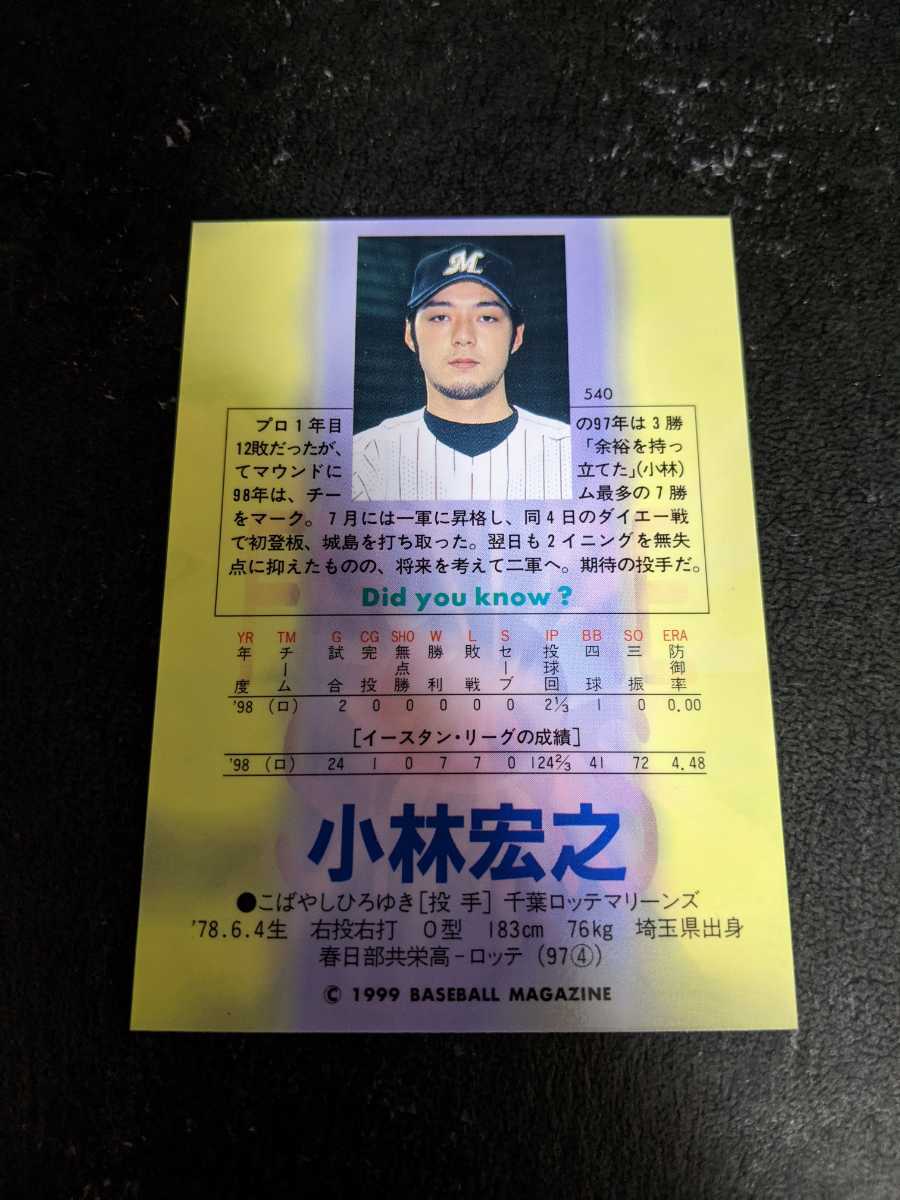 M
540
プロ1年目の97年は3勝
12敗だったが、「余裕を持っ
てマウンドに立てた」(小林)
98年は、チーム最多の7勝
をマーク。7月には一軍に昇格し、同4日のダイエー戦
で初登板、城島を打ち取った。翌日も2イニングを無失
点に抑えたものの、将来を考えて二軍へ。期待の投手だ。
Did you know?
YR TM G CG SHO W L S IP BB SO ERA
年度 チーム 試合 完投 無点勝 勝利 敗戦 セーブ 投球回 四球 三振 防御率
'98 (ロ) 2 0 0 0 0 0 2⅓ 1 0 0.00
[イースタン・リーグの成績]
'98 (ロ) 24 1 0 7 7 0 124⅔ 41 72 4.48
小林宏之
●こばやしひろゆき[投 手] 千葉ロッテマリーンズ
'78.6.4生 右投右打 O型 183cm 76kg 埼玉県出身
春日部共栄高-ロッテ (97④)
© 1999 BASEBALL MAGAZINE